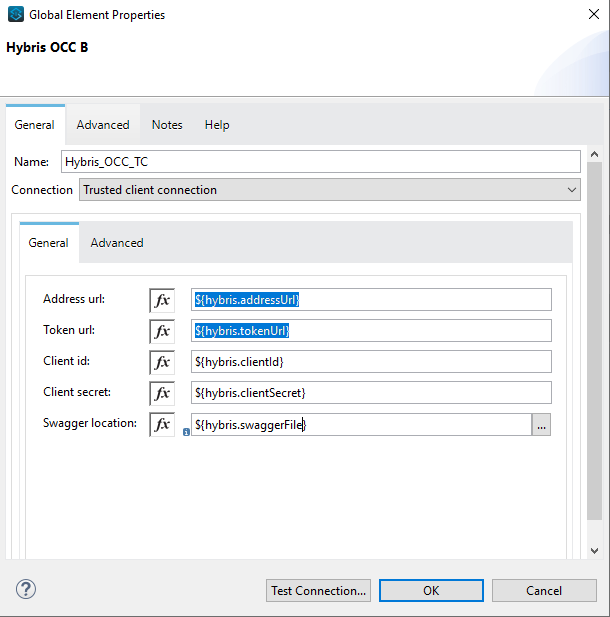 Global Element Properties
Hybris OCC B
General Advanced Notes Help
Name: Hybris_OCC_TC
Connection Trusted client connection
General Advanced
Address url: fx ${hybris.addressUrl}
Token url: fx ${hybris.tokenUrl}
Client id: fx ${hybris.clientId}
Client secret: fx ${hybris.clientSecret}
Swagger location: fx ${hybris.swaggerFile} ...
? Test Connection... OK Cancel